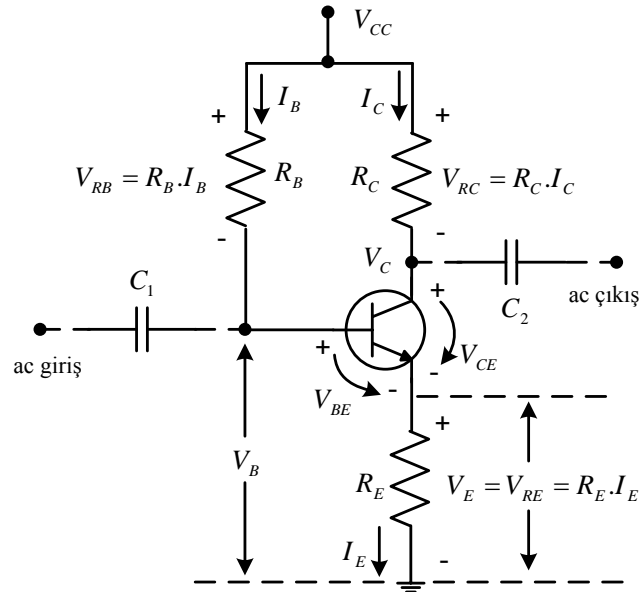 V_CC
I_B
I_C
+
+
V_RB = R_B.I_B
R_B
R_C
V_RC = R_C.I_C
-
-
V_C
C_1
C_2
ac giriş
ac çıkış
+
+
-
-
V_CE
V_BE
+
V_B
R_E
V_E = V_RE = R_E.I_E
I_E
-